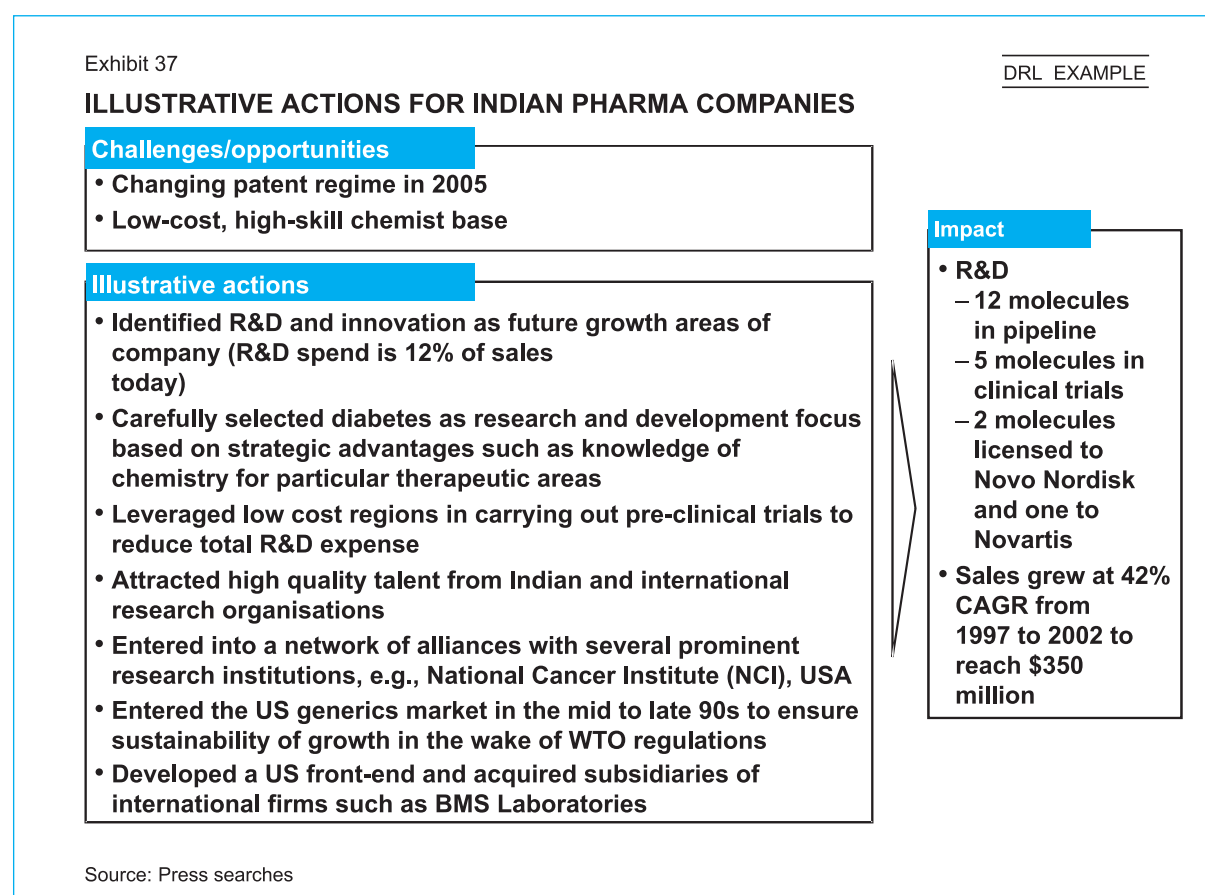 Exhibit 37
DRL EXAMPLE
ILLUSTRATIVE ACTIONS FOR INDIAN PHARMA COMPANIES
Challenges/opportunities
• Changing patent regime in 2005
• Low-cost, high-skill chemist base
Illustrative actions
• Identified R&D and innovation as future growth areas of
company (R&D spend is 12% of sales
today)
• Carefully selected diabetes as research and development focus
based on strategic advantages such as knowledge of
chemistry for particular therapeutic areas
• Leveraged low cost regions in carrying out pre-clinical trials to
reduce total R&D expense
• Attracted high quality talent from Indian and international
research organisations
• Entered into a network of alliances with several prominent
research institutions, e.g., National Cancer Institute (NCI), USA
• Entered the US generics market in the mid to late 90s to ensure
sustainability of growth in the wake of WTO regulations
• Developed a US front-end and acquired subsidiaries of
international firms such as BMS Laboratories
Impact
• R&D
– 12 molecules
in pipeline
– 5 molecules in
clinical trials
– 2 molecules
licensed to
Novo Nordisk
and one to
Novartis
• Sales grew at 42%
CAGR from
1997 to 2002 to
reach $350
million
Source: Press searches